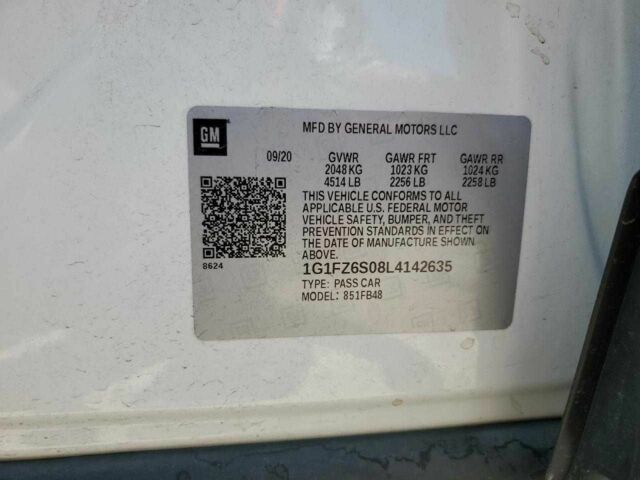 GM
MFD BY GENERAL MOTORS LLC
09/20 GVWR GAWR FRT GAWR RR
2048 KG 1023 KG 1024 KG
4514 LB 2256 LB 2258 LB
THIS VEHICLE CONFORMS TO ALL
APPLICABLE U.S. FEDERAL MOTOR
VEHICLE SAFETY, BUMPER, AND THEFT
PREVENTION STANDARDS IN EFFECT
ON THE DATE OF MANUFACTURE SHOWN
ABOVE.
8624
1G1FZ6S08L4142635
TYPE: PASS CAR
MODEL: 851FB48